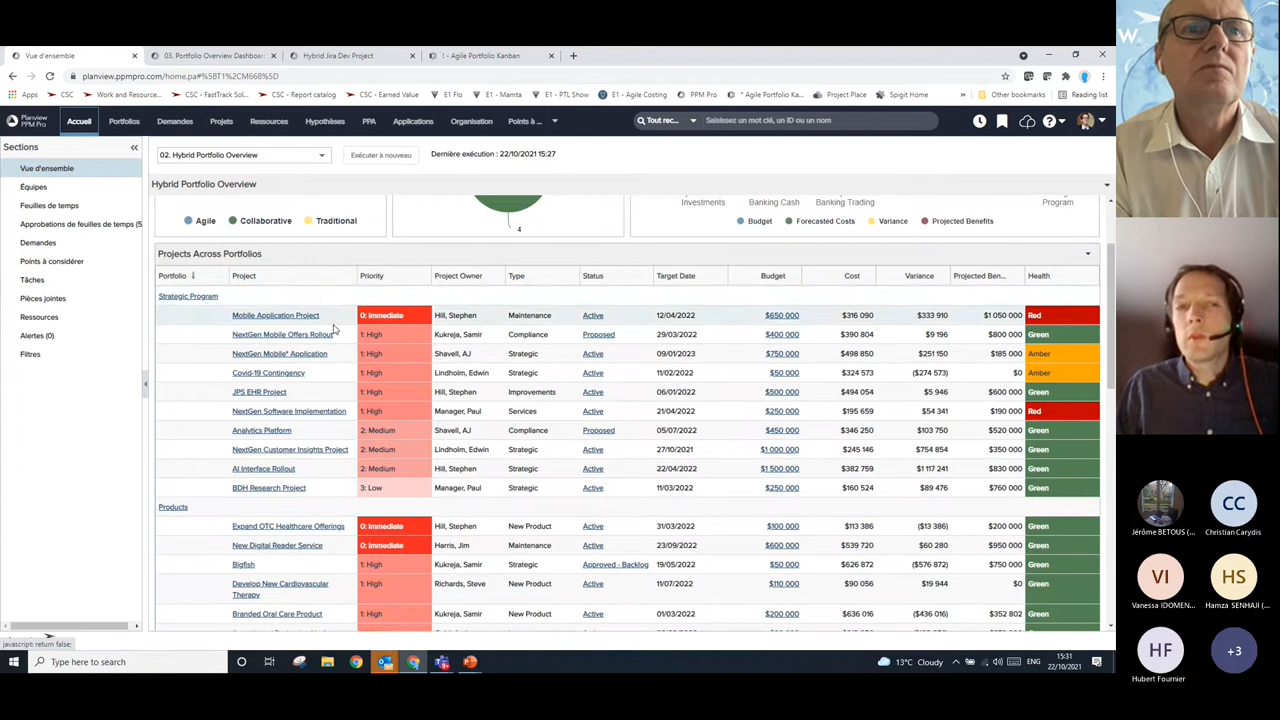 Vue d'ensemble
03. Portfolio Overview Dashboar
Hybrid Jira Dev Project
! - Agile Portfolio Kanban
planview.ppmpro.com/home.pa#%5BT1%2CM668%5D
Apps CSC Work and Resource... CSC - FastTrack Sol... CSC - Report catalog CSC - Earned Value E1 Flo E1 - Mamta E1 - PTL Show E1 - Agile Costing PPM Pro * Agile Portfolio Ka... Project Place Spigit Home Other bookmarks Reading list
Planview PPM Pro Accueil Portfolios Demandes Projets Ressources Hypothèses PPA Applications Organisation Points à ... Tout rec... Saisissez un mot clé, un ID ou un nom
Sections
Vue d'ensemble
Équipes
Feuilles de temps
Approbations de feuilles de temps (5
Demandes
Points à considérer
Tâches
Pièces jointes
Ressources
Alertes (0)
Filtres
02. Hybrid Portfolio Overview Exécuter à nouveau Dernière exécution : 22/10/2021 15:27
Hybrid Portfolio Overview
Agile Collaborative Traditional
4
Investments Banking Cash Banking Trading Program
Budget Forecasted Costs Variance Projected Benefits
Projects Across Portfolios
Portfolio Project Priority Project Owner Type Status Target Date Budget Cost Variance Projected Ben... Health
Strategic Program
Mobile Application Project 0: Immediate Hill, Stephen Maintenance Active 12/04/2022 $650 000 $316 090 $333 910 $1 050 000 Red
NextGen Mobile Offers Rollout 1: High Kukreja, Samir Compliance Proposed 29/03/2022 $400 000 $390 804 $9 196 $800 000 Green
NextGen Mobile* Application 1: High Shavell, AJ Strategic Active 09/01/2023 $750 000 $498 850 $251 150 $185 000 Amber
Covid-19 Contingency 1: High Lindholm, Edwin Strategic Active 11/02/2022 $50 000 $324 573 ($274 573) $0 Amber
JPS EHR Project 1: High Hill, Stephen Improvements Active 06/01/2022 $500 000 $494 054 $5 946 $600 000 Green
NextGen Software Implementation 1: High Manager, Paul Services Active 21/04/2022 $250 000 $195 659 $54 341 $190 000 Red
Analytics Platform 2: Medium Shavell, AJ Compliance Proposed 05/07/2022 $450 000 $346 250 $103 750 $520 000 Green
NextGen Customer Insights Project 2: Medium Lindholm, Edwin Strategic Active 27/10/2021 $1 000 000 $245 146 $754 854 $350 000 Green
AI Interface Rollout 2: Medium Hill, Stephen Strategic Active 22/04/2022 $1 500 000 $382 759 $1 117 241 $830 000 Green
BDH Research Project 3: Low Manager, Paul Strategic Active 11/03/2022 $250 000 $160 524 $89 476 $760 000 Green
Products
Expand OTC Healthcare Offerings 0: Immediate Hill, Stephen New Product Active 31/03/2022 $100 000 $113 386 ($13 386) $200 000 Green
New Digital Reader Service 0: Immediate Harris, Jim Maintenance Active 23/09/2022 $600 000 $539 720 $60 280 $950 000 Green
Bigfish 1: High Kukreja, Samir Strategic Approved - Backlog 19/05/2022 $50 000 $626 872 ($576 872) $750 000 Green
Develop New Cardiovascular Therapy 1: High Richards, Steve New Product Active 11/07/2022 $110 000 $90 056 $19 944 $0 Green
Branded Oral Care Product 1: High Kukreja, Samir New Product Active 01/03/2022 $200 000 $636 016 ($436 016) $352 802 Green
javascript: return false;
Type here to search
13°C Cloudy ENG 15:31 22/10/2021
W
Jérôme BETOUS (... CC Christian Carydis
VI Vanessa IDOMEN... HS Hamza SENHAJI (...
HF Hubert Fournier +3